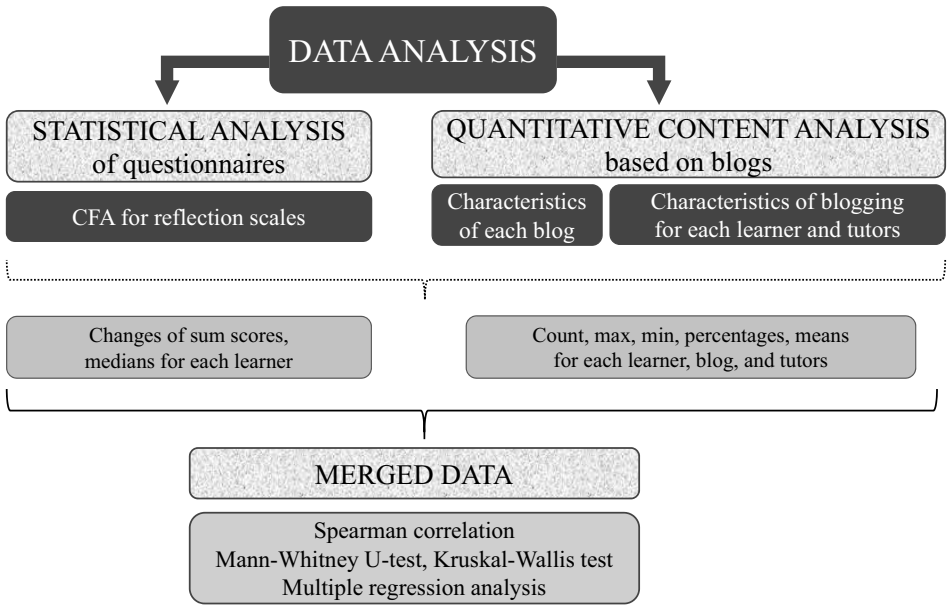 DATA ANALYSIS
STATISTICAL ANALYSIS
of questionnaires
QUANTITATIVE CONTENT ANALYSIS
based on blogs
CFA for reflection scales
Characteristics
of each blog
Characteristics of blogging
for each learner and tutors
Changes of sum scores,
medians for each learner
Count, max, min, percentages, means
for each learner, blog, and tutors
MERGED DATA
Spearman correlation
Mann-Whitney U-test, Kruskal-Wallis test
Multiple regression analysis